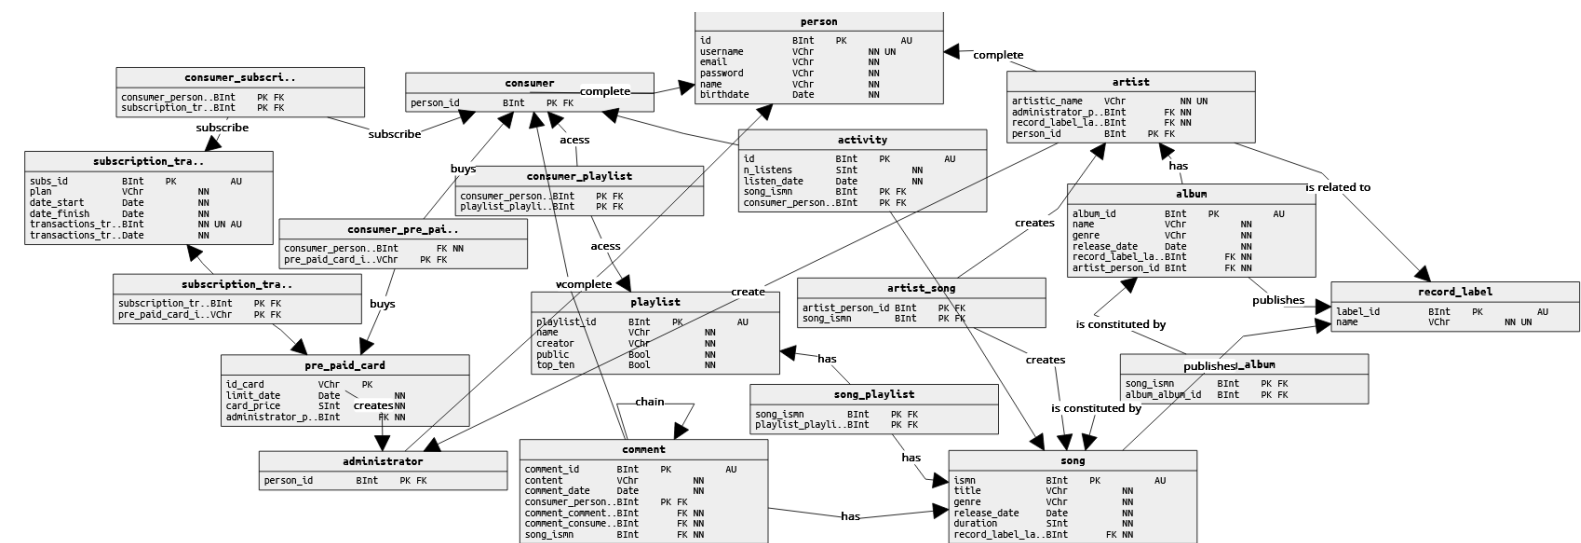 person
id BInt PK AU
username VChr NN UN
email VChr NN
password VChr NN
name VChr NN
birthdate Date NN
complete
consumer_subscri..
consumer_person..BInt PK FK
subscription_tr..BInt PK FK
consumer
person_id BInt PK FK
complete
artist
artistic_name VChr NN UN
administrator_p..BInt FK NN
record_label_la..BInt FK NN
person_id BInt PK FK
subscribe
subscribe
acess
activity
id BInt PK AU
n_listens SInt NN
listen_date Date NN
song_ismn BInt PK FK
consumer_person..BInt PK FK
subscription_tra..
subs_id BInt PK AU
plan VChr NN
date_start Date NN
date_finish Date NN
transactions_tr..BInt NN UN AU
transactions_tr..Date NN
buys
consumer_playlist
consumer_person..BInt PK FK
playlist_playli..BInt PK FK
has
is related to
album
album_id BInt PK AU
name VChr NN
genre VChr NN
release_date Date NN
record_label_la..BInt FK NN
artist_person_id BInt FK NN
consumer_pre_pai..
consumer_person..BInt FK NN
pre_paid_card_i..VChr PK FK
creates
acess
subscription_tra..
subscription_tr..BInt PK FK
pre_paid_card_i..VChr PK FK
buys
complete
create
playlist
playlist_id BInt PK AU
name VChr NN
creator VChr NN
public Bool NN
top_ten Bool NN
artist_song
artist_person_id BInt PK FK
song_ismn BInt PK FK
publishes
record_label
label_id BInt PK AU
name VChr NN UN
is constituted by
pre_paid_card
id_card VChr PK
limit_date Date NN
card_price SInt NN
administrator_p..BInt FK NN
creates
has
creates
publishes
_album
song_ismn BInt PK FK
album_album_id BInt PK FK
song_playlist
song_ismn BInt PK FK
playlist_playli..BInt PK FK
chain
is constituted by
administrator
person_id BInt PK FK
comment
comment_id BInt PK AU
content VChr NN
comment_date Date NN
consumer_person..BInt PK FK
comment_comment..BInt FK NN
comment_consume..BInt FK NN
song_ismn BInt FK NN
has
has
song
ismn BInt PK AU
title VChr NN
genre VChr NN
release_date Date NN
duration SInt NN
record_label_la..BInt FK NN